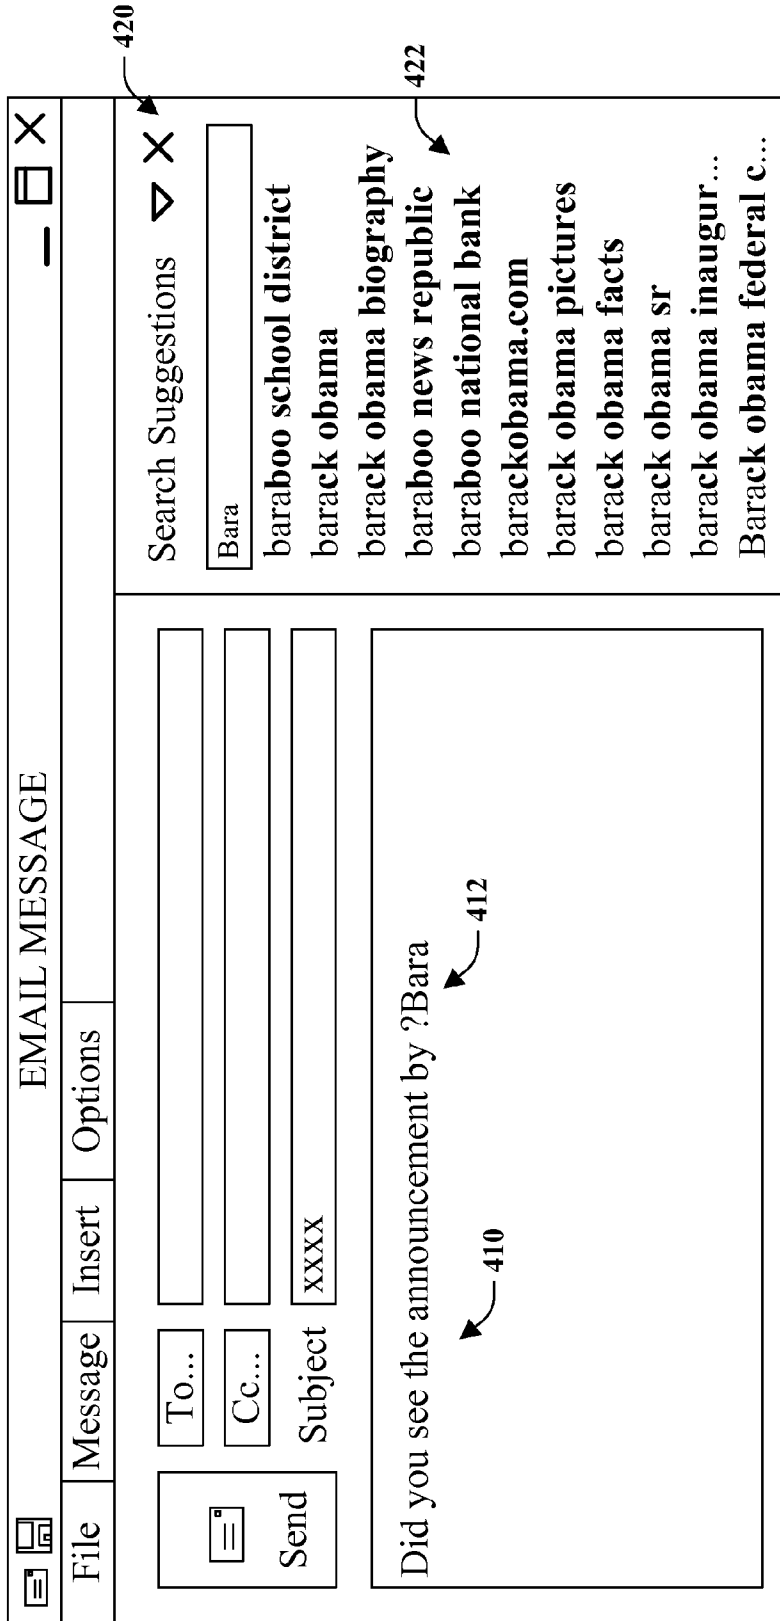 EMAIL MESSAGE
File Message Insert Options
Send
To...
Cc...
Subject xxxx
Did you see the announcement by ?Bara
410
412
Search Suggestions
420
Bara
baraboo school district
barack obama
barack obama biography
baraboo news republic
baraboo national bank
barackobama.com
barack obama pictures
barack obama facts
barack obama sr
barack obama inaugur...
Barack obama federal c...
422